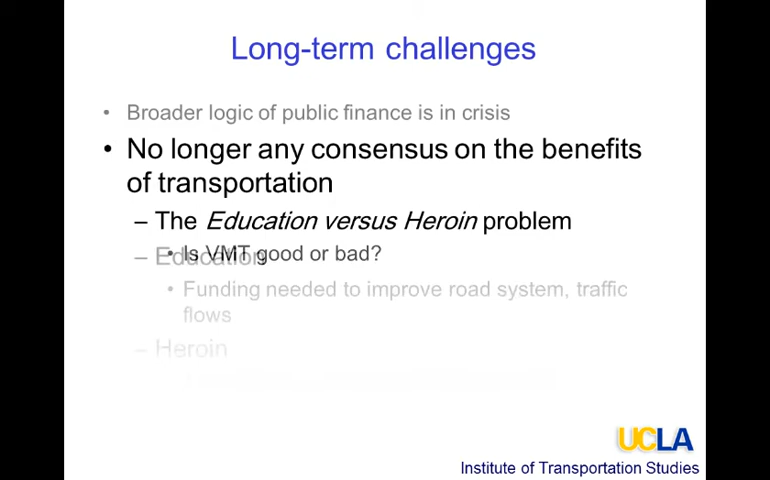 Long-term challenges
• Broader logic of public finance is in crisis
• No longer any consensus on the benefits
of transportation
– The Education versus Heroin problem
• Is VMT good or bad?
– Education
• Funding needed to improve road system, traffic
flows
– Heroin
UCLA
Institute of Transportation Studies